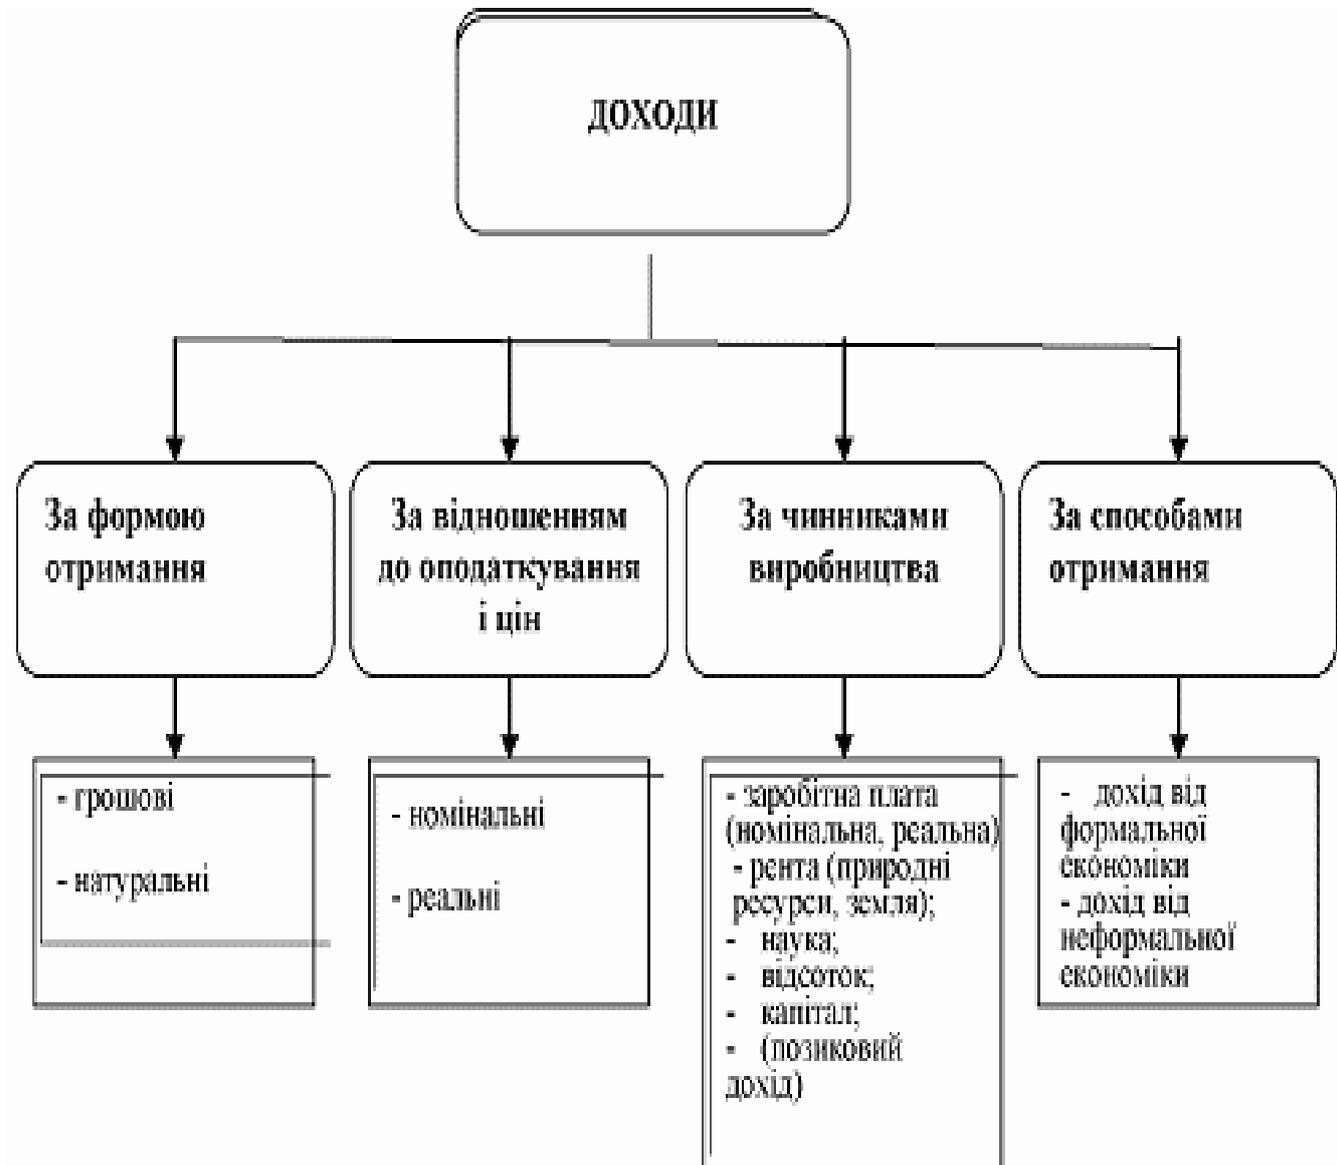 ДОХОДИ
За формою
отримання
За відношенням
до оподаткування
і цін
За чинниками
виробництва
За способами
отримання
- грошові
- натуральні
- номінальні
- реальні
- заробітна плата
(номінальна, реальна)
- рента (природні
ресурси, земля);
- наука;
- відсоток;
- капітал;
- (позиковий
дохід)
- дохід від
формальної
економіки
- дохід від
неформальної
економіки